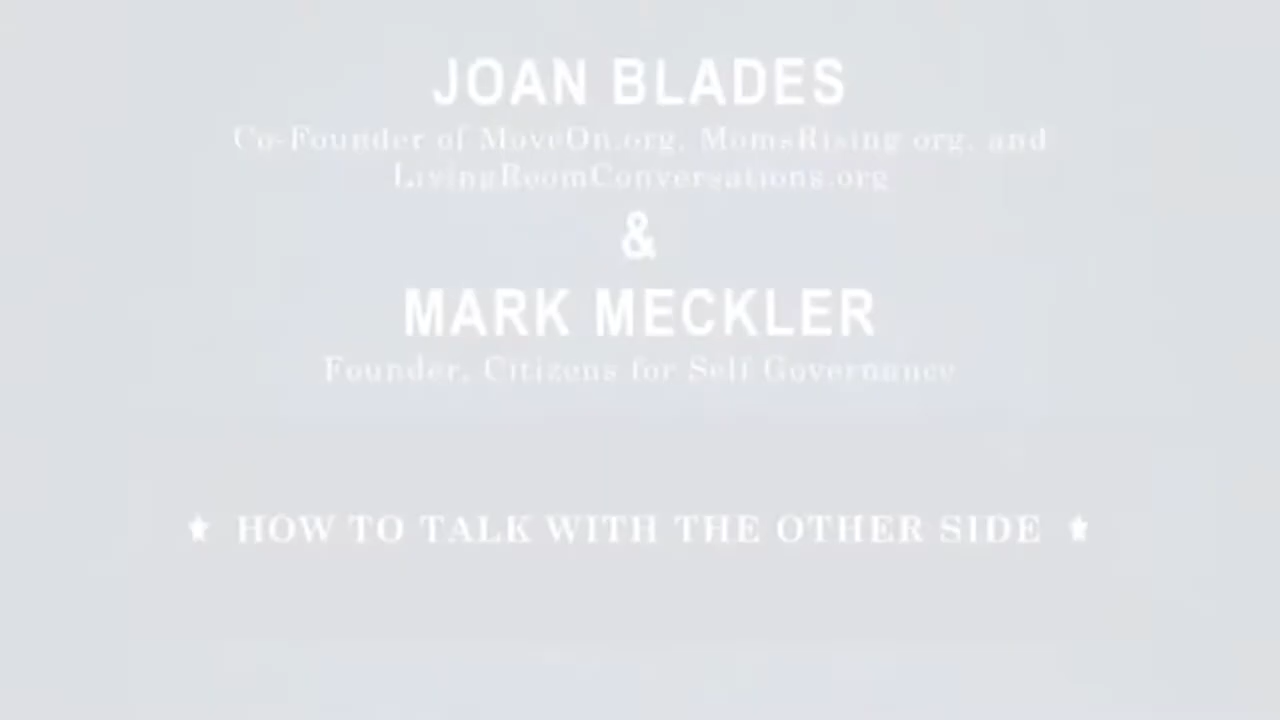 JOAN BLADES
Co-Founder of MoveOn.org, MomsRising.org, and
LivingRoomConversations.org
&
MARK MECKLER
Founder, Citizens for Self Governance
★ HOW TO TALK WITH THE OTHER SIDE ★